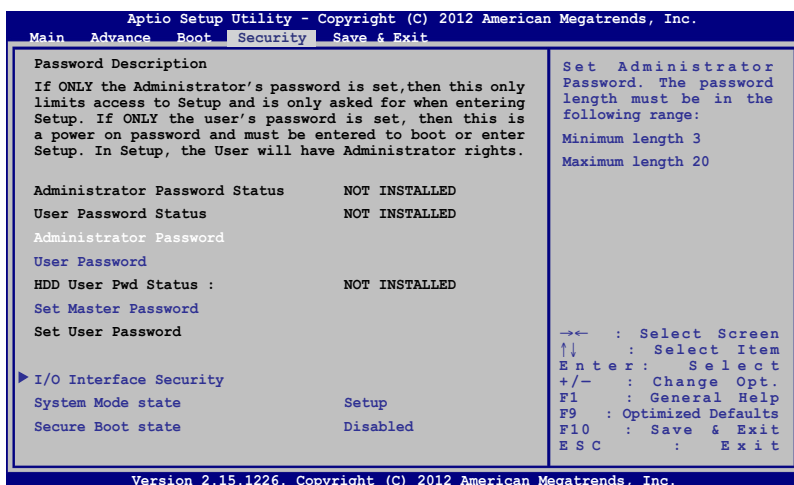 Aptio Setup Utility - Copyright (C) 2012 American Megatrends, Inc.
Main Advance Boot Security Save & Exit
Password Description
If ONLY the Administrator's password is set,then this only
limits access to Setup and is only asked for when entering
Setup. If ONLY the user's password is set, then this is
a power on password and must be entered to boot or enter
Setup. In Setup, the User will have Administrator rights.
Administrator Password Status NOT INSTALLED
User Password Status NOT INSTALLED
Administrator Password
User Password
HDD User Pwd Status : NOT INSTALLED
Set Master Password
Set User Password
I/O Interface Security
System Mode state Setup
Secure Boot state Disabled
Set Administrator
Password. The password
length must be in the
following range:
Minimum length 3
Maximum length 20
→← : Select Screen
↑↓ : Select Item
Enter: Select
+/— : Change Opt.
F1 : General Help
F9 : Optimized Defaults
F10 : Save & Exit
ESC : Exit
Version 2.15.1226. Copyright (C) 2012 American Megatrends, Inc.